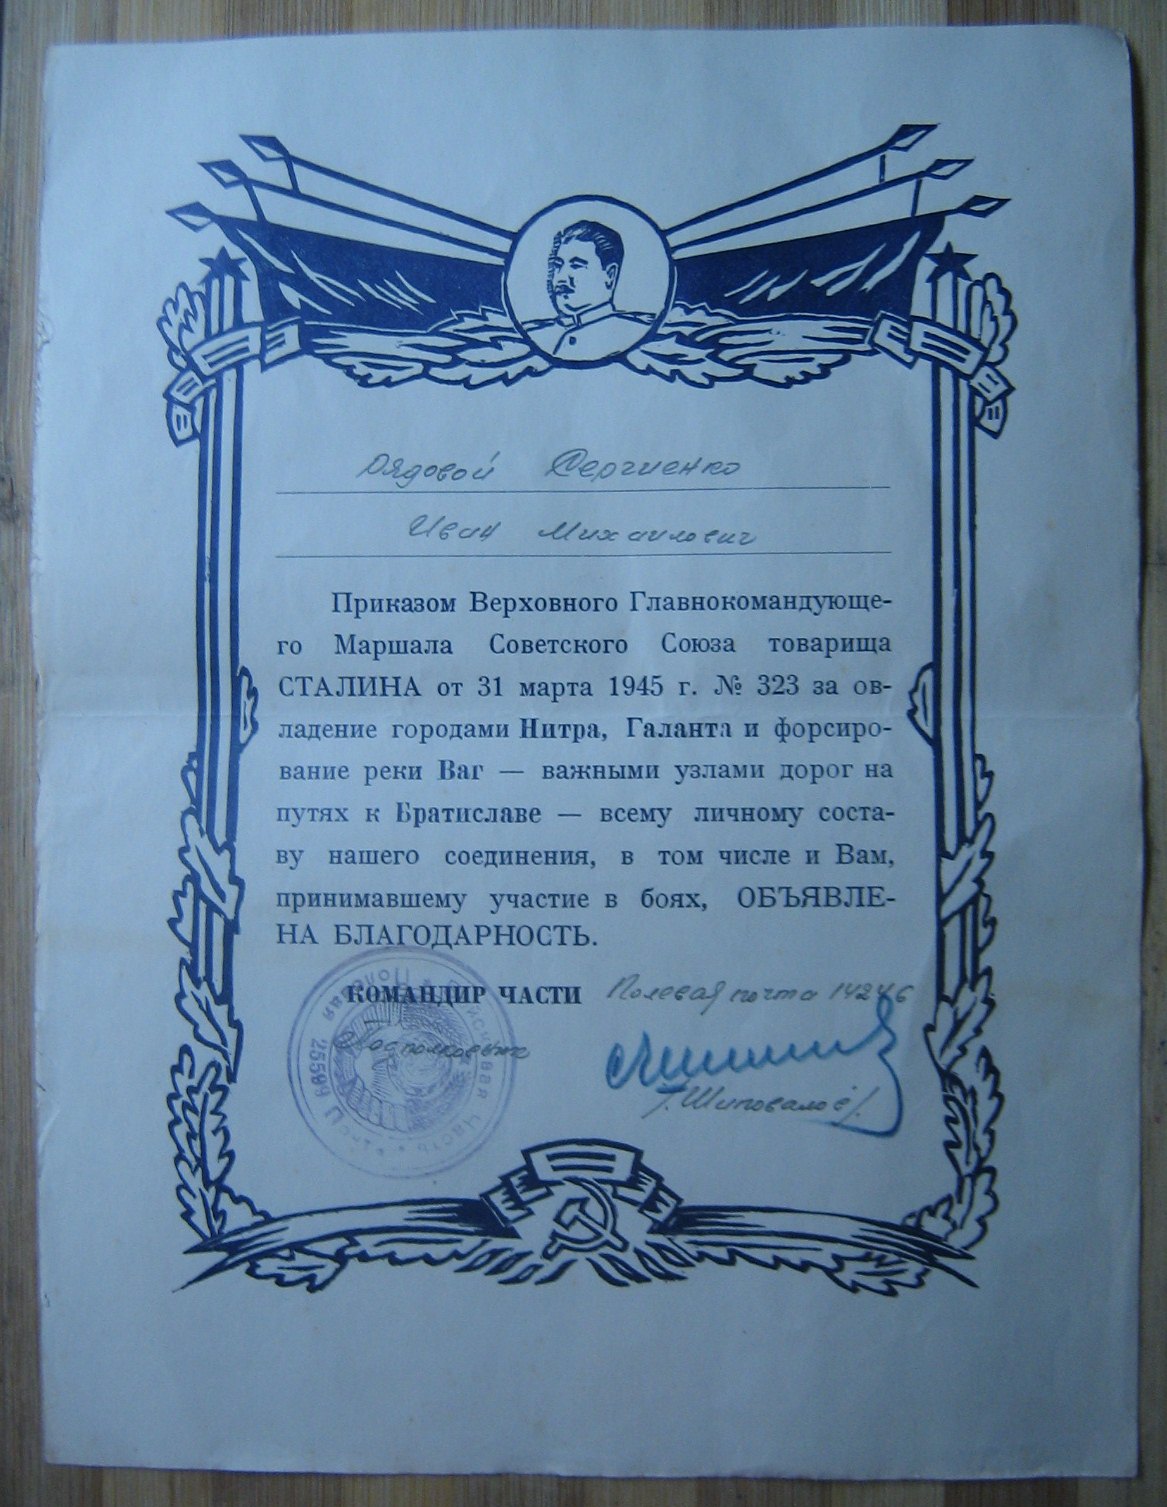 Рядовой Сергиенко
Иван Михайлович
Приказом Верховного Главнокомандующе-
го Маршала Советского Союза товарища
СТАЛИНА от 31 марта 1945 г. № 323 за ов-
ладение городами Нитра, Галанта и форсиро-
вание реки Ваг — важными узлами дорог на
путях к Братиславе — всему личному соста-
ву нашего соединения, в том числе и Вам,
принимавшему участие в боях, ОБЪЯВЛЕ-
НА БЛАГОДАРНОСТЬ.
КОМАНДИР ЧАСТИ Полевая почта 14246
/Шиповалов/